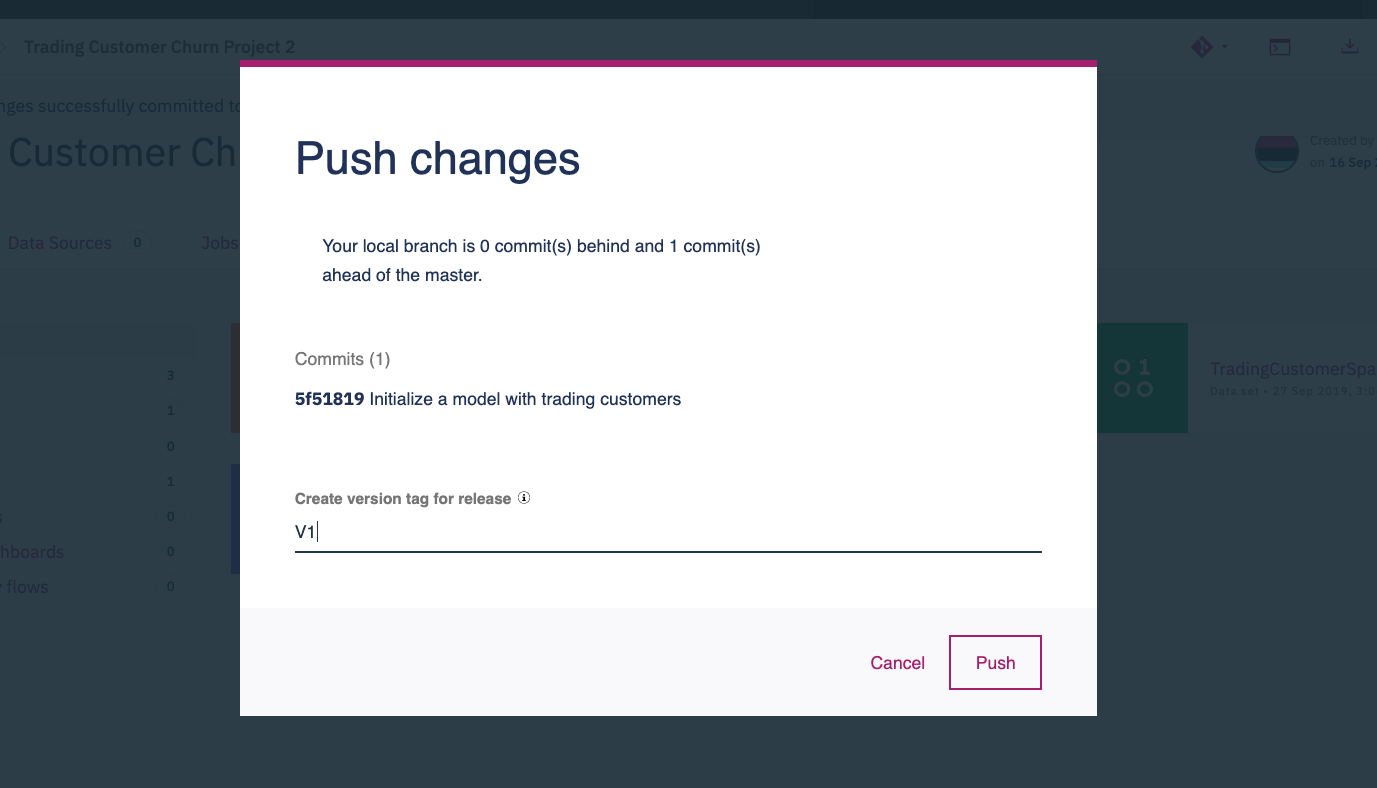 Trading Customer Churn Project 2
nges successfully committed to
Customer Ch
Created by
on 16 Sep
Data Sources 0
Jobs
Push changes
Your local branch is 0 commit(s) behind and 1 commit(s)
ahead of the master.
Commits (1)
5f51819 Initialize a model with trading customers
Create version tag for release
V1
Cancel
Push
3
1
0
1
s
0
hboards
0
flows
0
1
TradingCustomerSpa
Data set • 27 Sep 2019, 3:0